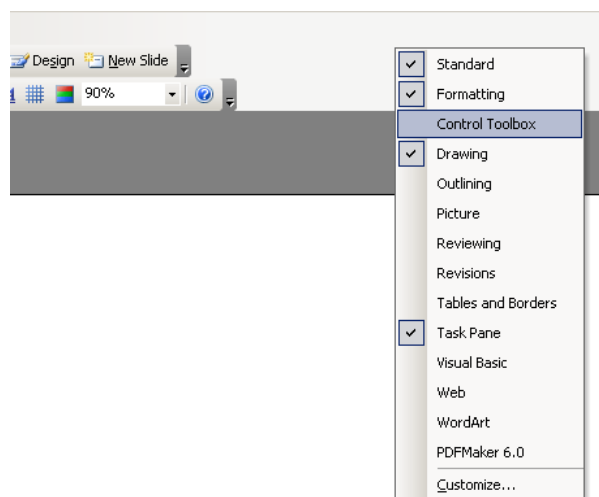 Design New Slide
90%
Standard
Formatting
Control Toolbox
Drawing
Outlining
Picture
Reviewing
Revisions
Tables and Borders
Task Pane
Visual Basic
Web
WordArt
PDFMaker 6.0
Customize...